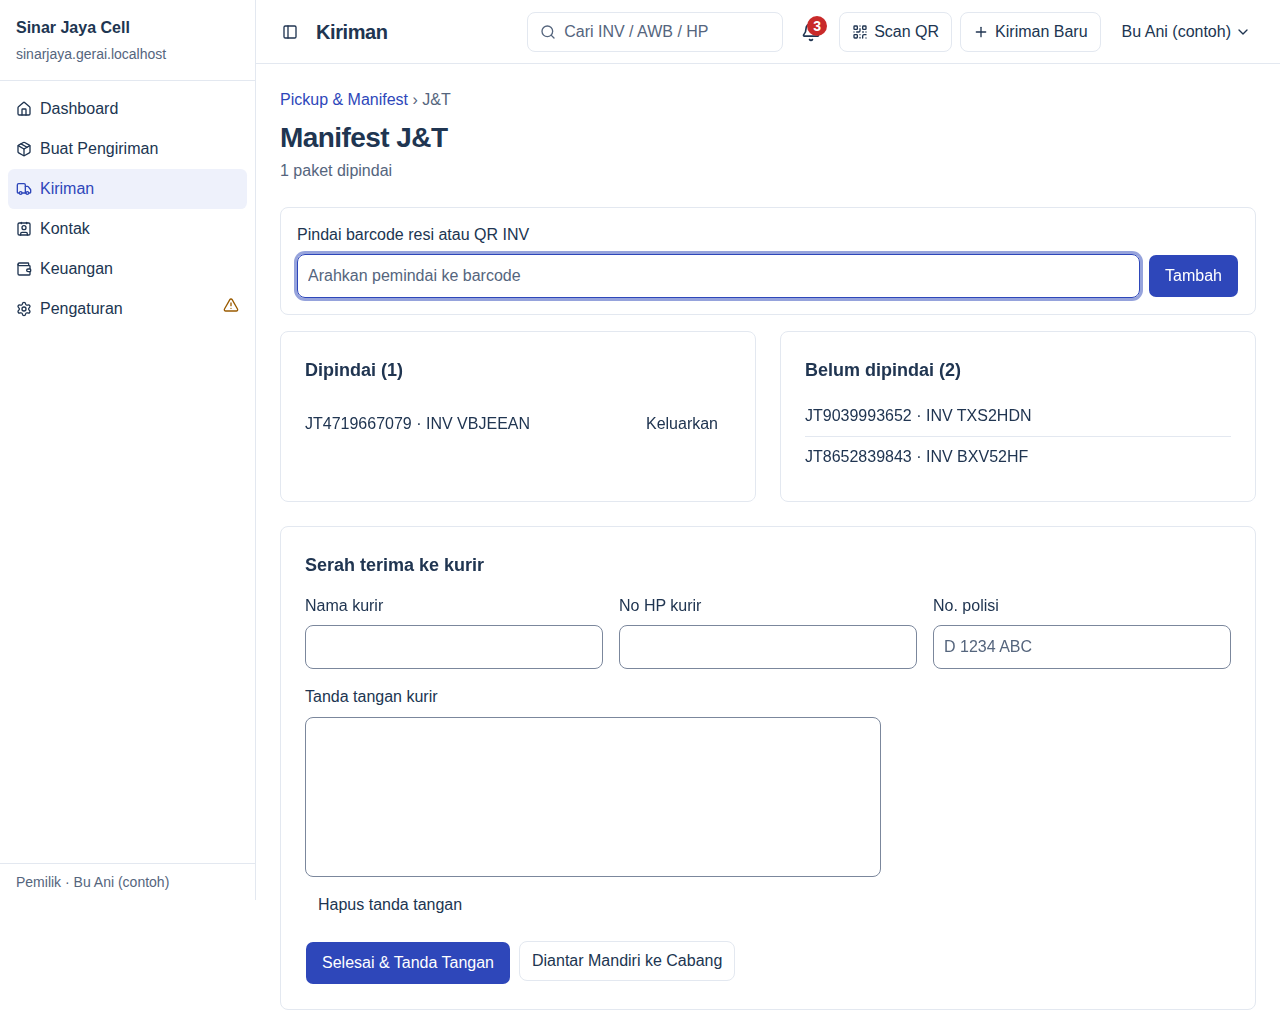 Sinar Jaya Cell
sinarjaya.gerai.localhost
Dashboard
Buat Pengiriman
Kiriman
Kontak
Keuangan
Pengaturan
Pemilik · Bu Ani (contoh)
Kiriman
Cari INV / AWB / HP
3
Scan QR
Kiriman Baru
Bu Ani (contoh)
Pickup & Manifest › J&T
Manifest J&T
1 paket dipindai
Pindai barcode resi atau QR INV
Arahkan pemindai ke barcode
Tambah
Dipindai (1)
JT4719667079 · INV VBJEEAN
Keluarkan
Belum dipindai (2)
JT9039993652 · INV TXS2HDN
JT8652839843 · INV BXV52HF
Serah terima ke kurir
Nama kurir
No HP kurir
No. polisi
D 1234 ABC
Tanda tangan kurir
Hapus tanda tangan
Selesai & Tanda Tangan
Diantar Mandiri ke Cabang